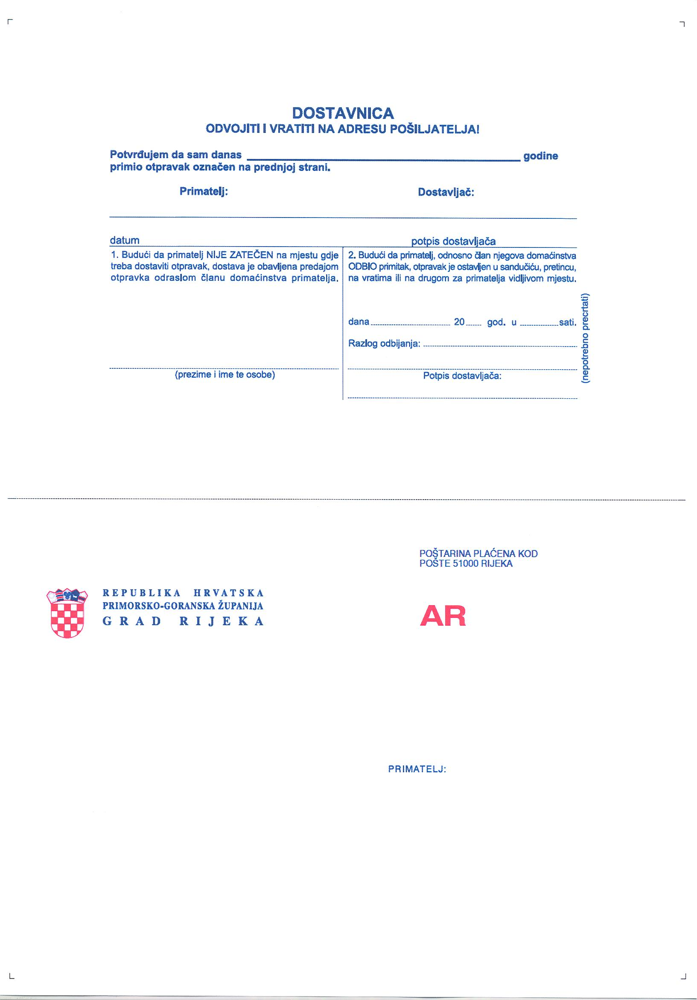 DOSTAVNICA
ODVOJITI I VRATITI NA ADRESU POŠILJATELJA!
Potvrđujem da sam danas ________ godine
primio otpravak označen na prednjoj strani.
Primatelj: Dostavljač:
datum potpis dostavljača
1. Budući da primatelj NIJE ZATEČEN na mjestu gdje
treba dostaviti otpravak, dostava je obavljena predajom
otpravka odraslom članu domaćinstva primatelja.
(prezime i ime te osobe)
2. Budući da primatelj, odnosno član njegova domaćinstva
ODBIO primitak, otpravak je ostavljen u sandučiću, pretincu,
na vratima ili na drugom za primatelja vidljivom mjestu.
dana........ 20...... god. u ........sati.
Razlog odbijanja: ........
Potpis dostavljača:
(nepotrebno precrtati)
POŠTARINA PLAĆENA KOD
POŠTE 51000 RIJEKA
REPUBLIKA HRVATSKA
PRIMORSKO-GORANSKA ŽUPANIJA
GRAD RIJEKA
AR
PRIMATELJ: